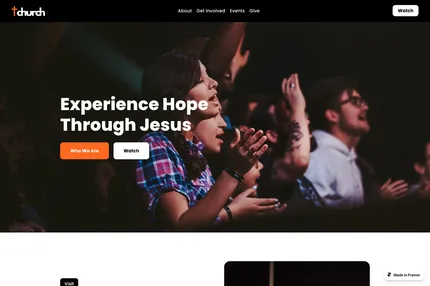 church
About Get Involved Events Give
Watch
Experience Hope
Through Jesus
Who We Are
Watch
Visit
Made in Framer